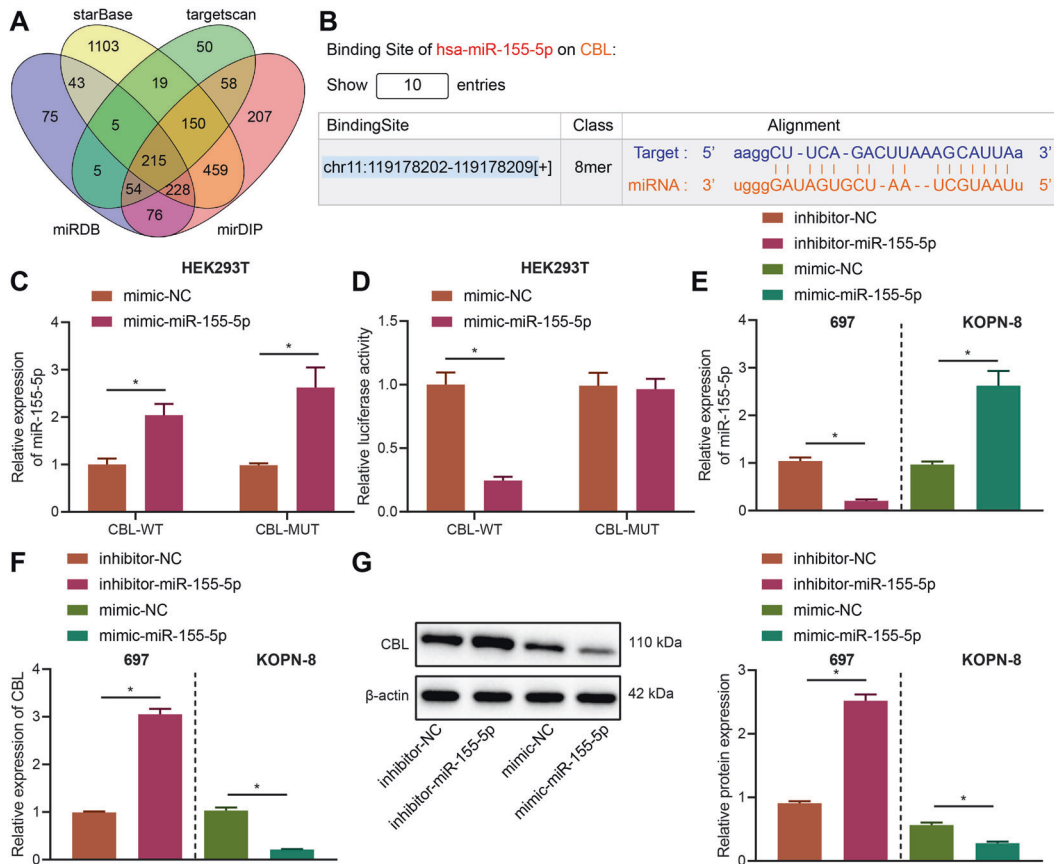 A
starBase
targetscan
1103
50
43
19
58
75
5
150
207
5
215
459
54
228
76
miRDB
mirDIP
B
Binding Site of hsa-miR-155-5p on CBL:
Show 10 entries
BindingSite Class Alignment
chr11:119178202-119178209[+] 8mer
Target : 5' aaggCU-UCA-GACUUAAAGCAUUAa 3'
miRNA : 3' uggggGAUAGUGCU-AA--UCGUAAUu 5'
C
HEK293T
mimic-NC
mimic-miR-155-5p
Relative expression
of miR-155-5p
4
3
2
1
0
*
*
CBL-WT
CBL-MUT
D
HEK293T
mimic-NC
mimic-miR-155-5p
Relative luciferase activity
1.5
1.0
0.5
0.0
*
CBL-WT
CBL-MUT
E
inhibitor-NC
inhibitor-miR-155-5p
mimic-NC
mimic-miR-155-5p
697
KOPN-8
Relative expression
of miR-155-5p
4
3
2
1
0
*
*
F
inhibitor-NC
inhibitor-miR-155-5p
mimic-NC
mimic-miR-155-5p
697
KOPN-8
Relative expression of CBL
4
3
2
1
0
*
*
G
CBL
110 kDa
β-actin
42 kDa
inhibitor-NC
inhibitor-miR-155-5p
mimic-NC
mimic-miR-155-5p
inhibitor-NC
inhibitor-miR-155-5p
mimic-NC
mimic-miR-155-5p
697
KOPN-8
Relative protein expression
3
2
1
0
*
*